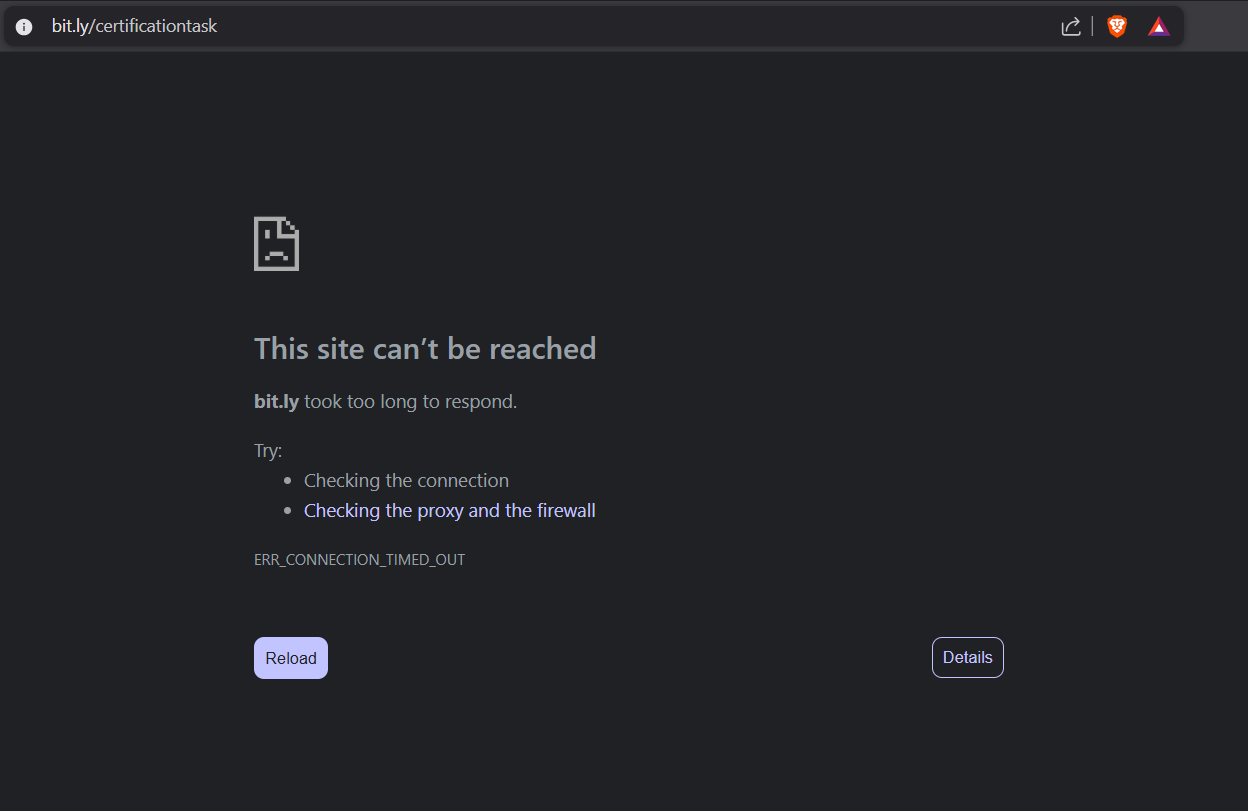 bit.ly/certificationtask
This site can’t be reached
bit.ly took too long to respond.
Try:
Checking the connection
Checking the proxy and the firewall
ERR_CONNECTION_TIMED_OUT
Reload
Details